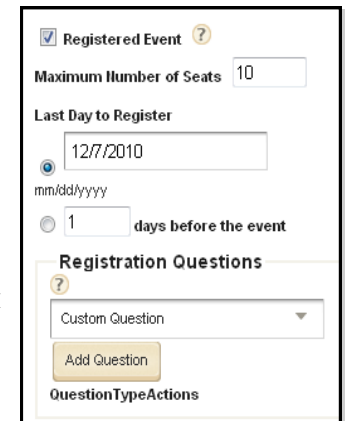 Registered Event ?
Maximum Number of Seats 10
Last Day to Register
12/7/2010
mm/dd/yyyy
1 days before the event
Registration Questions
?
Custom Question
Add Question
QuestionTypeActions